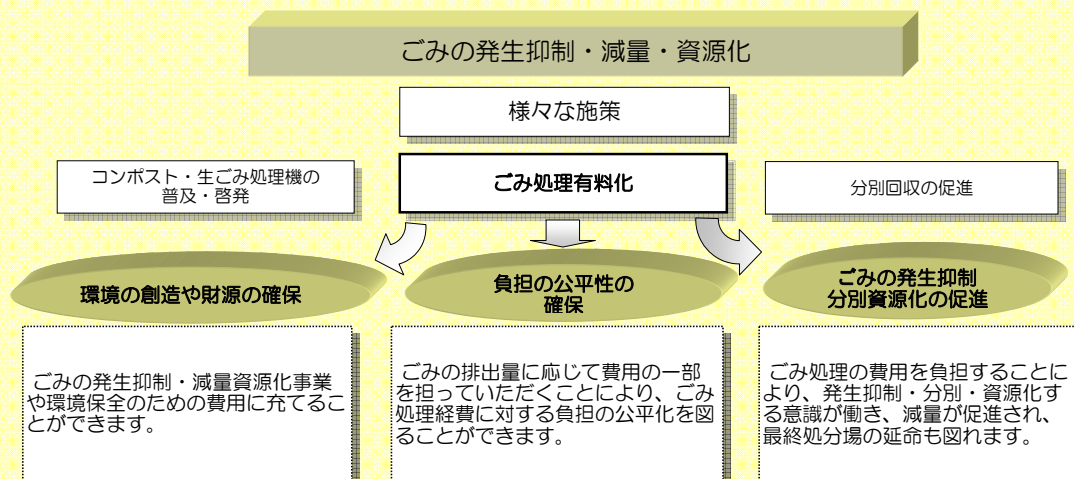 ごみの発生抑制・減量・資源化
様々な施策
コンポスト・生ごみ処理機の
普及・啓発
ごみ処理有料化
分別回収の促進
環境の創造や財源の確保
負担の公平性の
確保
ごみの発生抑制
分別資源化の促進
ごみの発生抑制・減量資源化事業
や環境保全のための費用に充てるこ
とができます。
ごみの排出量に応じて費用の一部
を担っていただくことにより、ごみ
処理経費に対する負担の公平化を図
ることができます。
ごみ処理の費用を負担することに
より、発生抑制・分別・資源化す
る意識が働き、減量が促進され、
最終処分場の延命も図れます。